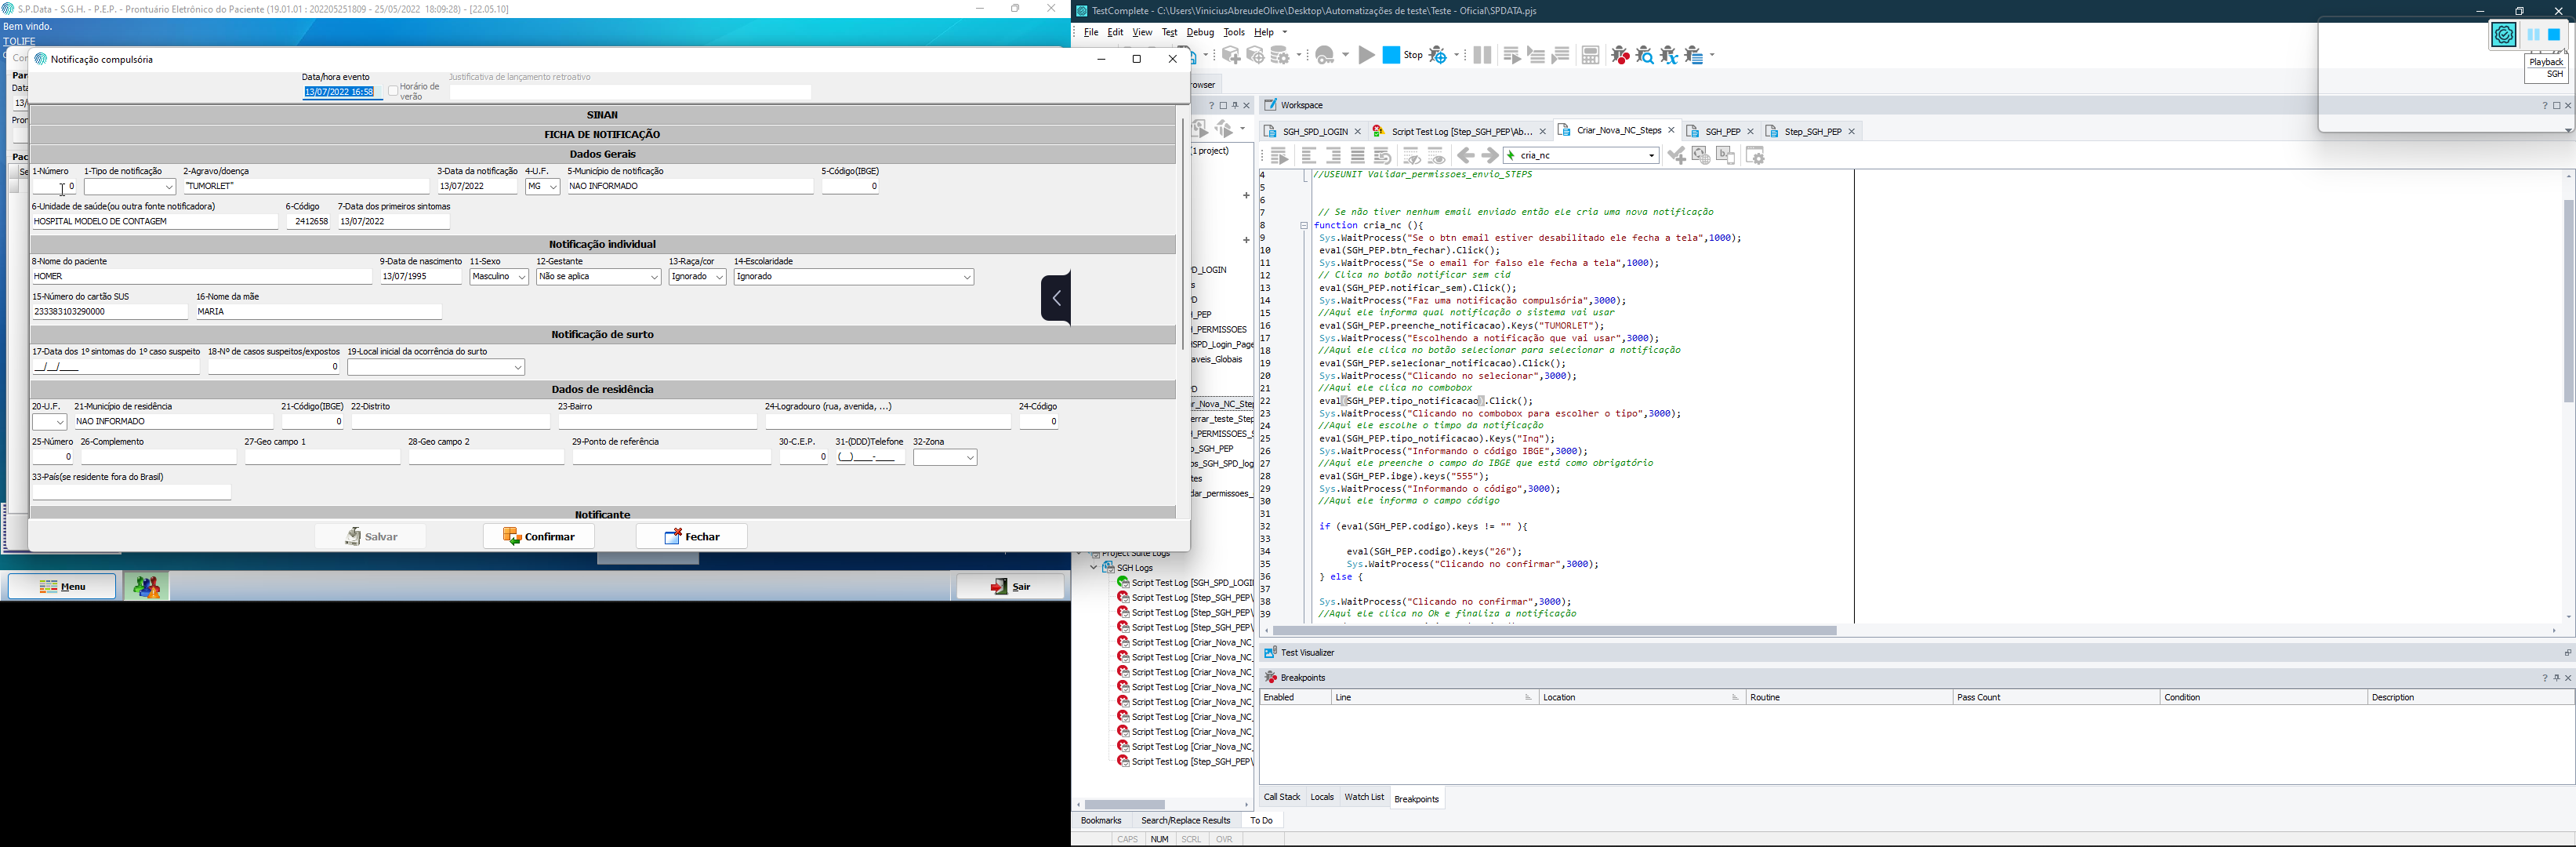 S.P.Data - S.G.H. - P.E.P. - Prontuário Eletrônico do Paciente (19.01.01 : 202205251809 - 25/05/2022 18:09:28) - [22.05.10]
Bem vindo.
TOLIFE
Notificação compulsória
Data/hora evento
Justificativa de lançamento retroativo
13/07/2022 16:58
Horário de verão
SINAN
FICHA DE NOTIFICAÇÃO
Dados Gerais
1-Número 1-Tipo de notificação 2-Agravo/doença 3-Data da notificação 4-U.F. 5-Município de notificação 5-Código(IBGE)
0 "TUMORLET" 13/07/2022 MG NAO INFORMADO 0
6-Unidade de saúde(ou outra fonte notificadora) 6-Código 7-Data dos primeiros sintomas
HOSPITAL MODELO DE CONTAGEM 2412658 13/07/2022
Notificação individual
8-Nome do paciente 9-Data de nascimento 11-Sexo 12-Gestante 13-Raça/cor 14-Escolaridade
HOMER 13/07/1995 Masculino Não se aplica Ignorado Ignorado
15-Número do cartão SUS 16-Nome da mãe
233383103290000 MARIA
Notificação de surto
17-Data dos 1º sintomas do 1º caso suspeito 18-Nº de casos suspeitos/expostos 19-Local inicial da ocorrência do surto
__/__/____ 0
Dados de residência
20-U.F. 21-Município de residência 21-Código(IBGE) 22-Distrito 23-Bairro 24-Logradouro (rua, avenida, ...) 24-Código
NAO INFORMADO 0 0
25-Número 26-Complemento 27-Geo campo 1 28-Geo campo 2 29-Ponto de referência 30-C.E.P. 31-(DDD)Telefone 32-Zona
0 0 (__)____-____
33-País(se residente fora do Brasil)
Notificante
Salvar Confirmar Fechar
Menu Sair
TestComplete - C:\Users\ViniciusAbreudeOlive\Desktop\Automatizações de teste\Teste - Oficial\SPDATA.pjs
File Edit View Test Debug Tools Help
Stop
Playback
SGH
Workspace
SGH_SPD_LOGIN Script Test Log [Step_SGH_PEP\Ab... Criar_Nova_NC_Steps SGH_PEP Step_SGH_PEP
cria_nc
4 //USEUNIT Validar_permissoes_envio_STEPS
5
6
7 // Se não tiver nenhum email enviado então ele cria uma nova notificação
8 function cria_nc (){
9 Sys.WaitProcess("Se o btn email estiver desabilitado ele fecha a tela",1000);
10 eval(SGH_PEP.btn_fechar).Click();
11 Sys.WaitProcess("Se o email for falso ele fecha a tela",1000);
12 // Clica no botão notificar sem cid
13 eval(SGH_PEP.notificar_sem).Click();
14 Sys.WaitProcess("Faz uma notificação compulsória",3000);
15 //Aqui ele informa qual notificação o sistema vai usar
16 eval(SGH_PEP.preenche_notificacao).Keys("TUMORLET");
17 Sys.WaitProcess("Escolhendo a notificação que vai usar",3000);
18 //Aqui ele clica no botão selecionar para selecionar a notificação
19 eval(SGH_PEP.selecionar_notificacao).Click();
20 Sys.WaitProcess("Clicando no selecionar",3000);
21 //Aqui ele clica no combobox
22 eval(SGH_PEP.tipo_notificacao).Click();
23 Sys.WaitProcess("Clicando no combobox para escolher o tipo",3000);
24 //Aqui ele escolhe o timpo da notificação
25 eval(SGH_PEP.tipo_notificacao).Keys("Inq");
26 Sys.WaitProcess("Informando o código IBGE",3000);
27 //Aqui ele preenche o campo do IBGE que está como obrigatório
28 eval(SGH_PEP.ibge).keys("555");
29 Sys.WaitProcess("Informando o código",3000);
30 //Aqui ele informa o campo código
31
32 if (eval(SGH_PEP.codigo).keys != "" ){
33
34 eval(SGH_PEP.codigo).keys("26");
35 Sys.WaitProcess("Clicando no confirmar",3000);
36 } else {
37
38 Sys.WaitProcess("Clicando no confirmar",3000);
39 //Aqui ele clica no Ok e finaliza a notificação
Project Suite Logs
SGH Logs
Script Test Log [SGH_SPD_LOGI
Script Test Log [Step_SGH_PEP\
Script Test Log [Step_SGH_PEP\
Script Test Log [Step_SGH_PEP\
Script Test Log [Criar_Nova_NC_
Script Test Log [Criar_Nova_NC_
Script Test Log [Criar_Nova_NC_
Script Test Log [Criar_Nova_NC_
Script Test Log [Criar_Nova_NC_
Script Test Log [Criar_Nova_NC_
Script Test Log [Criar_Nova_NC_
Script Test Log [Criar_Nova_NC_
Script Test Log [Step_SGH_PEP\
Test Visualizer
Breakpoints
Enabled Line Location Routine Pass Count Condition Description
Call Stack Locals Watch List Breakpoints
Bookmarks Search/Replace Results To Do
CAPS NUM SCRL OVR